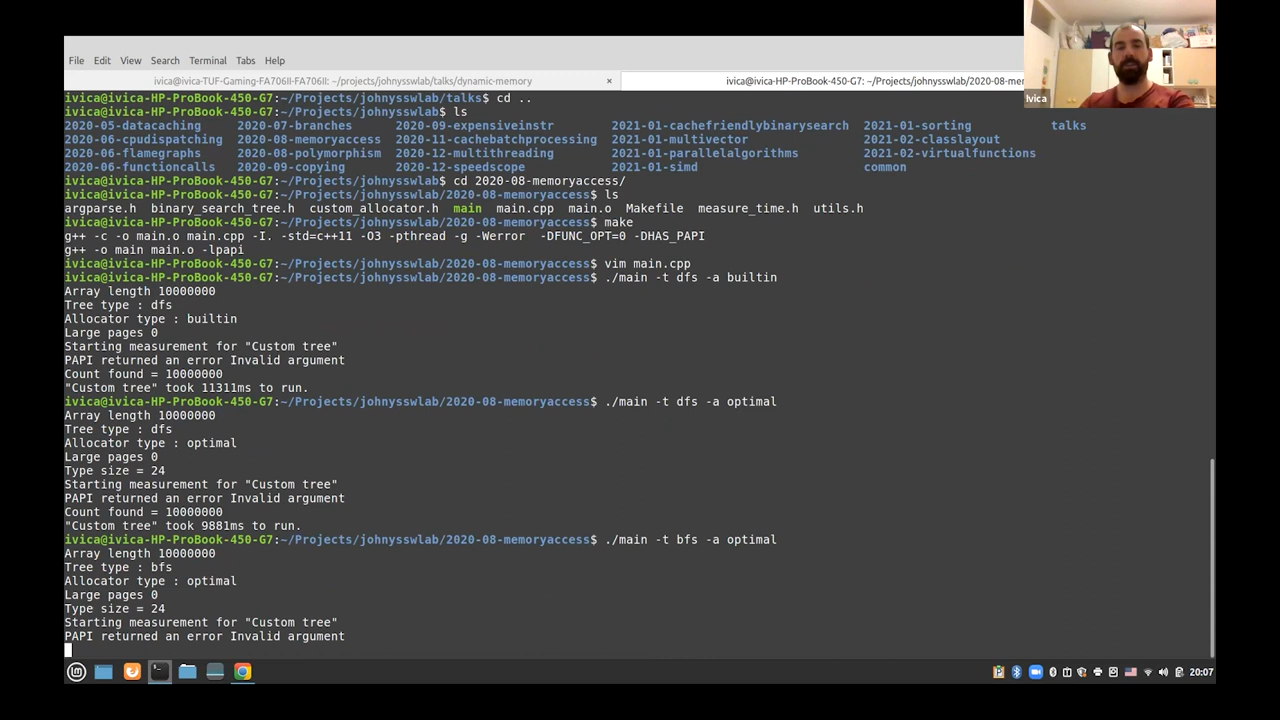 File Edit View Search Terminal Tabs Help
ivica@ivica-TUF-Gaming-FA706II-FA706II: ~/projects/johnysswlab/talks/dynamic-memory ×
ivica@ivica-HP-ProBook-450-G7: ~/Projects/johnysswlab/2020-08-mem
Ivica
ivica@ivica-HP-ProBook-450-G7:~/Projects/johnysswlab/talks$ cd ..
ivica@ivica-HP-ProBook-450-G7:~/Projects/johnysswlab$ ls
2020-05-datacaching 2020-07-branches 2020-09-expensiveinstr 2021-01-cachefriendlybinarysearch 2021-01-sorting talks
2020-06-cpudispatching 2020-08-memoryaccess 2020-11-cachebatchprocessing 2021-01-multivector 2021-02-classlayout
2020-06-flamegraphs 2020-08-polymorphism 2020-12-multithreading 2021-01-parallelalgorithms 2021-02-virtualfunctions
2020-06-functioncalls 2020-09-copying 2020-12-speedscope 2021-01-simd common
ivica@ivica-HP-ProBook-450-G7:~/Projects/johnysswlab$ cd 2020-08-memoryaccess/
ivica@ivica-HP-ProBook-450-G7:~/Projects/johnysswlab/2020-08-memoryaccess$ ls
argparse.h binary_search_tree.h custom_allocator.h main main.cpp main.o Makefile measure_time.h utils.h
ivica@ivica-HP-ProBook-450-G7:~/Projects/johnysswlab/2020-08-memoryaccess$ make
g++ -c -o main.o main.cpp -I. -std=c++11 -O3 -pthread -g -Werror -DFUNC_OPT=0 -DHAS_PAPI
g++ -o main main.o -lpapi
ivica@ivica-HP-ProBook-450-G7:~/Projects/johnysswlab/2020-08-memoryaccess$ vim main.cpp
ivica@ivica-HP-ProBook-450-G7:~/Projects/johnysswlab/2020-08-memoryaccess$ ./main -t dfs -a builtin
Array length 10000000
Tree type : dfs
Allocator type : builtin
Large pages 0
Starting measurement for "Custom tree"
PAPI returned an error Invalid argument
Count found = 10000000
"Custom tree" took 11311ms to run.
ivica@ivica-HP-ProBook-450-G7:~/Projects/johnysswlab/2020-08-memoryaccess$ ./main -t dfs -a optimal
Array length 10000000
Tree type : dfs
Allocator type : optimal
Large pages 0
Type size = 24
Starting measurement for "Custom tree"
PAPI returned an error Invalid argument
Count found = 10000000
"Custom tree" took 9881ms to run.
ivica@ivica-HP-ProBook-450-G7:~/Projects/johnysswlab/2020-08-memoryaccess$ ./main -t bfs -a optimal
Array length 10000000
Tree type : bfs
Allocator type : optimal
Large pages 0
Type size = 24
Starting measurement for "Custom tree"
PAPI returned an error Invalid argument
20:07